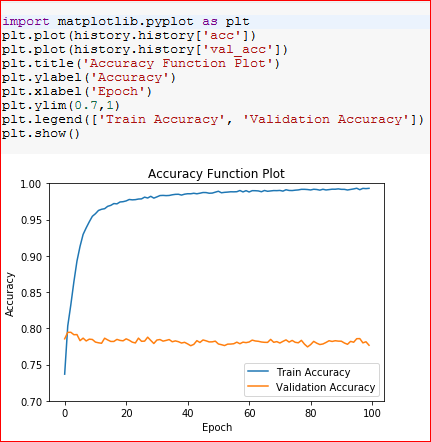 import matplotlib.pyplot as plt
plt.plot(history.history['acc'])
plt.plot(history.history['val_acc'])
plt.title('Accuracy Function Plot')
plt.ylabel('Accuracy')
plt.xlabel('Epoch')
plt.ylim(0.7,1)
plt.legend(['Train Accuracy', 'Validation Accuracy'])
plt.show()
Accuracy Function Plot
1.00
0.95
0.90
0.85
0.80
0.75
0.70
Accuracy
Train Accuracy
Validation Accuracy
0 20 40 60 80 100
Epoch